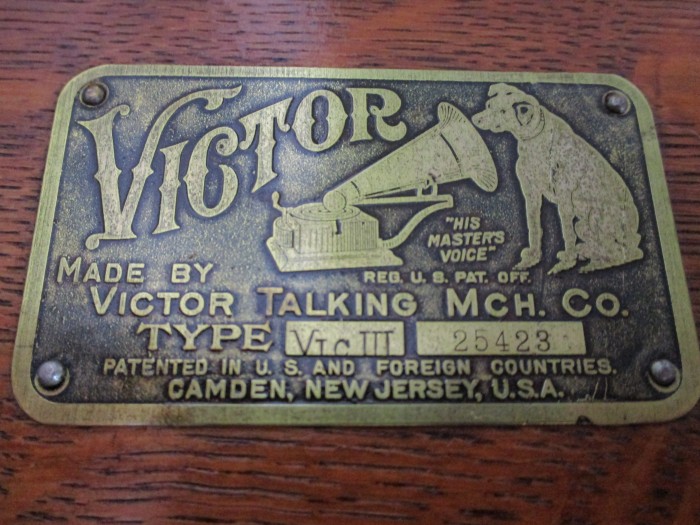 VICTOR
"HIS
MASTER'S
VOICE"
REG. U. S. PAT. OFF.
MADE BY
VICTOR TALKING MCH. CO.
TYPE Vic III 25423
PATENTED IN U. S. AND FOREIGN COUNTRIES.
CAMDEN, NEW JERSEY, U.S.A.